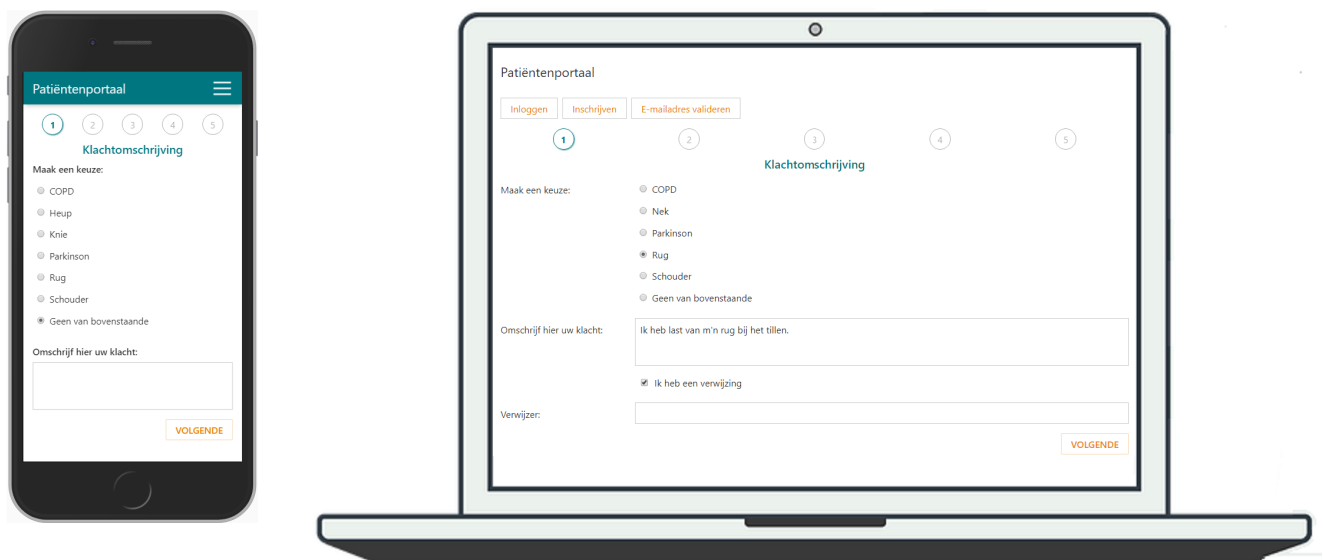 Patiëntenportaal
1 2 3 4 5
Klachtomschrijving
Maak een keuze:
COPD
Heup
Knie
Parkinson
Rug
Schouder
Geen van bovenstaande
Omschrijf hier uw klacht:
VOLGENDE
Patiëntenportaal
Inloggen Inschrijven E-mailadres valideren
1 2 3 4 5
Klachtomschrijving
Maak een keuze: COPD
Nek
Parkinson
Rug
Schouder
Geen van bovenstaande
Omschrijf hier uw klacht: Ik heb last van m'n rug bij het tillen.
Ik heb een verwijzing
Verwijzer:
VOLGENDE